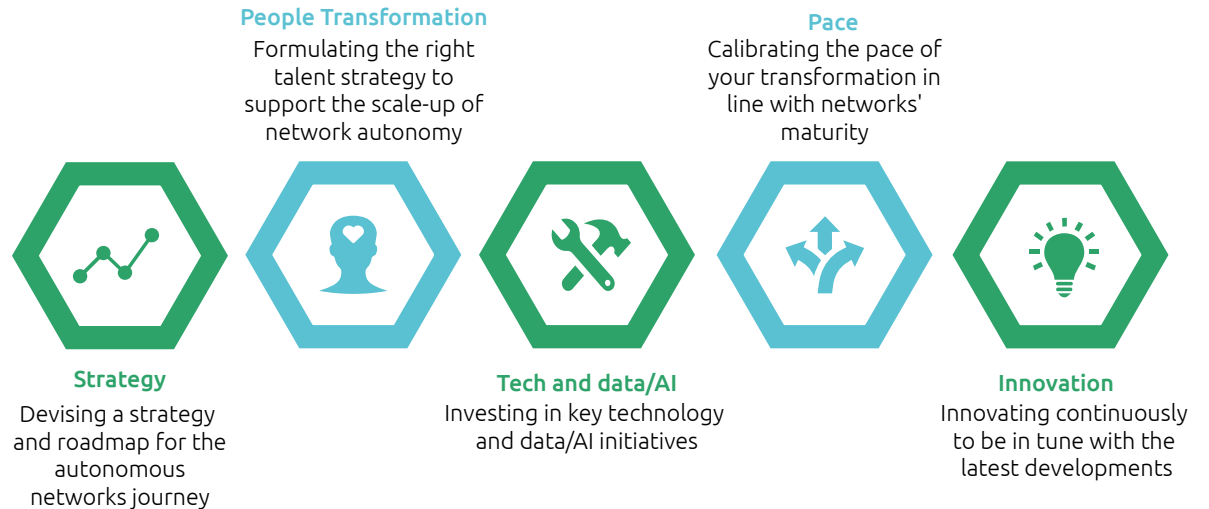 People Transformation
Formulating the right
talent strategy to
support the scale-up of
network autonomy
Pace
Calibrating the pace of
your transformation in
line with networks'
maturity
Strategy
Devising a strategy
and roadmap for the
autonomous
networks journey
Tech and data/AI
Investing in key technology
and data/AI initiatives
Innovation
Innovating continuously
to be in tune with the
latest developments